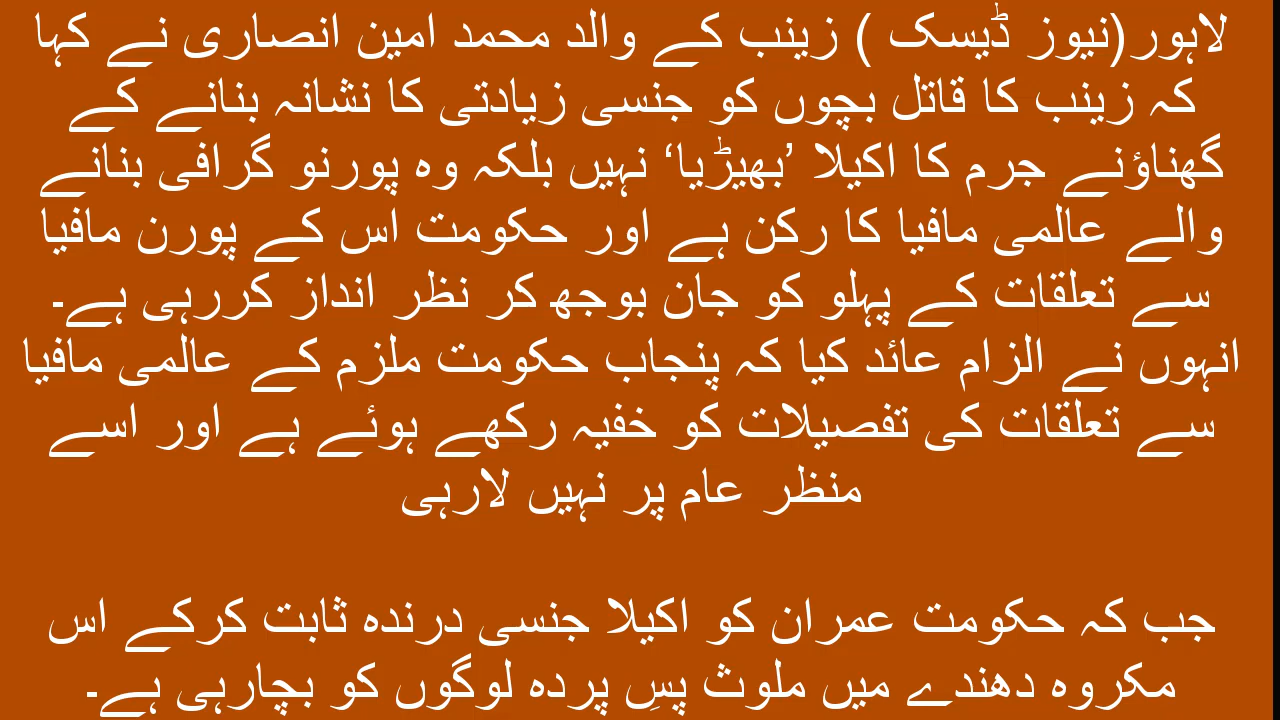 لاہور(نیوز ڈیسک ) زینب کے والد محمد امین انصاری نے کہا
کہ زینب کا قاتل بچوں کو جنسی زیادتی کا نشانہ بنانے کے
گھناؤنے جرم کا اکیلا ’بھیڑیا‘ نہیں بلکہ وہ پورنو گرافی بنانے
والے عالمی مافیا کا رکن ہے اور حکومت اس کے پورن مافیا
سے تعلقات کے پہلو کو جان بوجھ کر نظر انداز کررہی ہے۔
انہوں نے الزام عائد کیا کہ پنجاب حکومت ملزم کے عالمی مافیا
سے تعلقات کی تفصیلات کو خفیہ رکھے ہوئے ہے اور اسے
منظر عام پر نہیں لارہی
جب کہ حکومت عمران کو اکیلا جنسی درندہ ثابت کرکے اس
مکروہ دھندے میں ملوث پسِ پردہ لوگوں کو بچارہی ہے۔